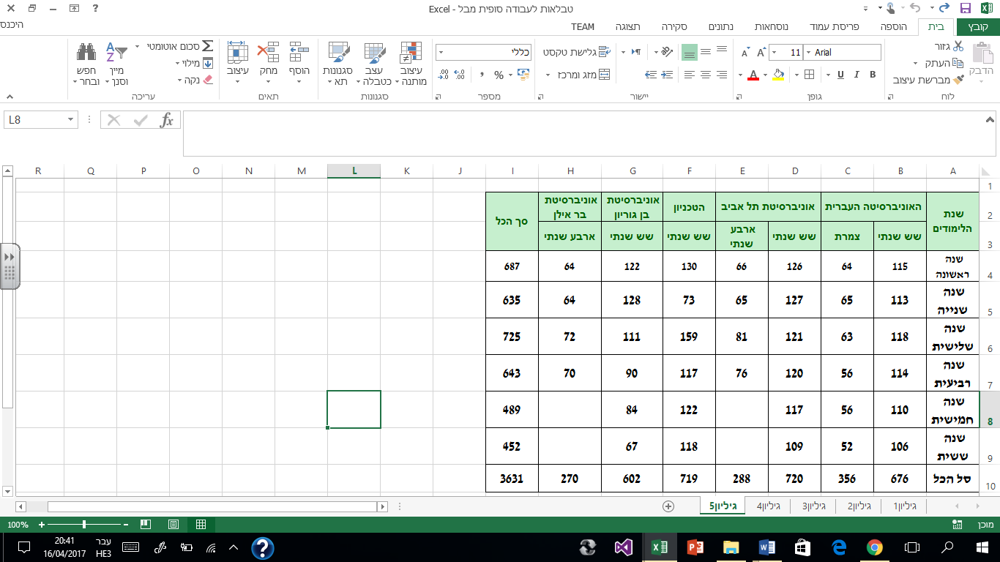 טבלאות לעבודה סופית מבל - Excel
קובץ בית הוספה פריסת עמוד נוסחאות נתונים סקירה תצוגה TEAM היכנס
הדבק
גזור
העתק
מברשת עיצוב
לוח
Arial 11
B I U
A A
גופן
גלישת טקסט
מזג ומרכז
יישור
כללי
%
מספר
עיצוב מותנה
עצב כטבלה
סגנונות תא
סגנונות
הוסף
מחק
עיצוב
תאים
סכום אוטומטי
מילוי
נקה
מיין וסנן
חפש ובחר
עריכה
L8
fx
A B C D E F G H I J K L M N O P Q R
1
2 שנת הלימודים האוניברסיטה העברית אוניברסיטת תל אביב הטכניון אוניברסיטת בן גוריון אוניברסיטת בר אילן סך הכל
3 שש שנתי צמרת שש שנתי ארבע שנתי שש שנתי שש שנתי ארבע שנתי
4 שנה ראשונה 115 64 126 66 130 122 64 687
5 שנה שנייה 113 65 127 65 73 128 64 635
6 שנה שלישית 118 63 121 81 159 111 72 725
7 שנה רביעית 114 56 120 76 117 90 70 643
8 שנה חמישית 110 56 117 122 84 489
9 שנה ששית 106 52 109 118 67 452
10 סל הכל 676 356 720 288 719 602 270 3631
גיליון1 גיליון2 גיליון3 גיליון4 גיליון5
מוכן
100%
20:41
16/04/2017
עבר
HE3